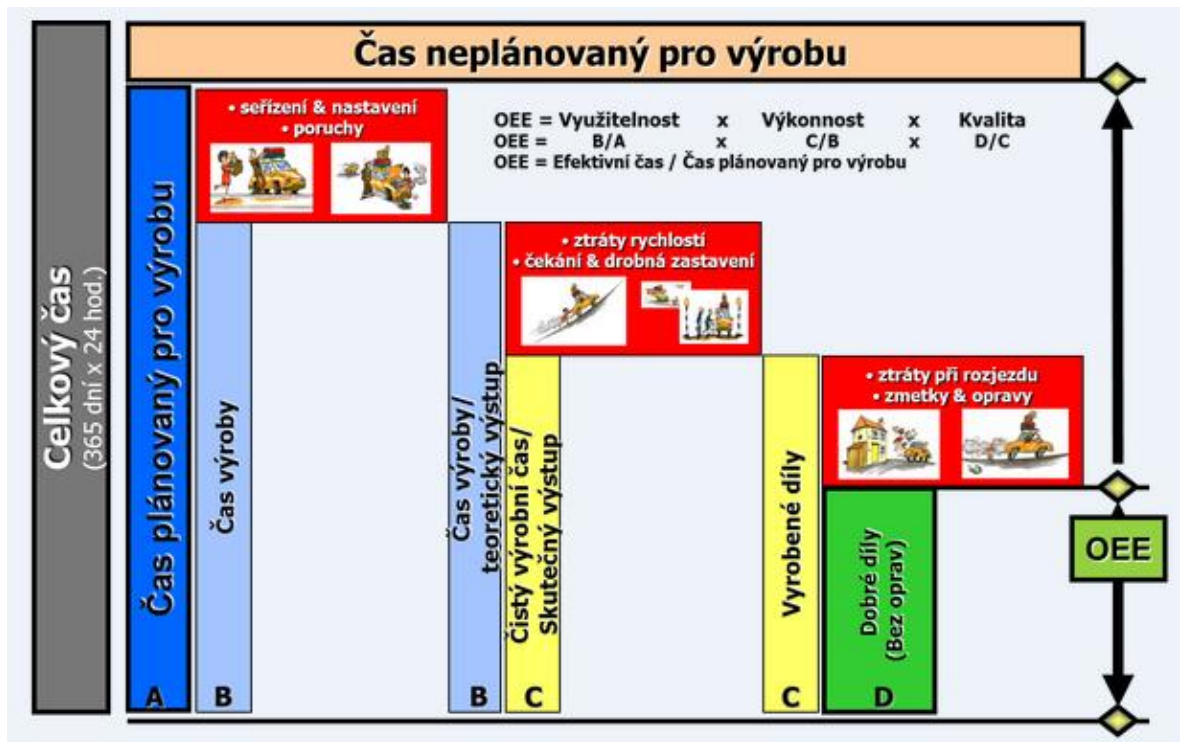 Čas neplánovaný pro výrobu
Celkový čas
(365 dní x 24 hod.)
Čas plánovaný pro výrobu
A
• seřízení & nastavení
• poruchy
OEE = Využitelnost x Výkonnost x Kvalita
OEE = B/A x C/B x D/C
OEE = Efektivní čas / Čas plánovaný pro výrobu
Čas výroby
B
• ztráty rychlostí
• čekání & drobná zastavení
Čas výroby/
teoretický výstup
B
Čistý výrobní čas/
Skutečný výstup
C
• ztráty při rozjezdu
• zmetky & opravy
Vyrobené díly
C
Dobré díly
(Bez oprav)
D
OEE